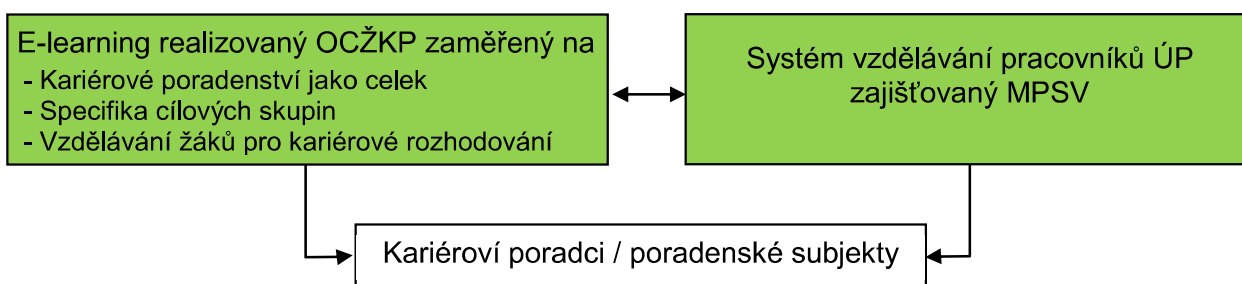 E-learning realizovaný OCŽKP zaměřený na
- Kariérové poradenství jako celek
- Specifika cílových skupin
- Vzdělávání žáků pro kariérové rozhodování
Systém vzdělávání pracovníků ÚP
zajišťovaný MPSV
Kariéroví poradci / poradenské subjekty